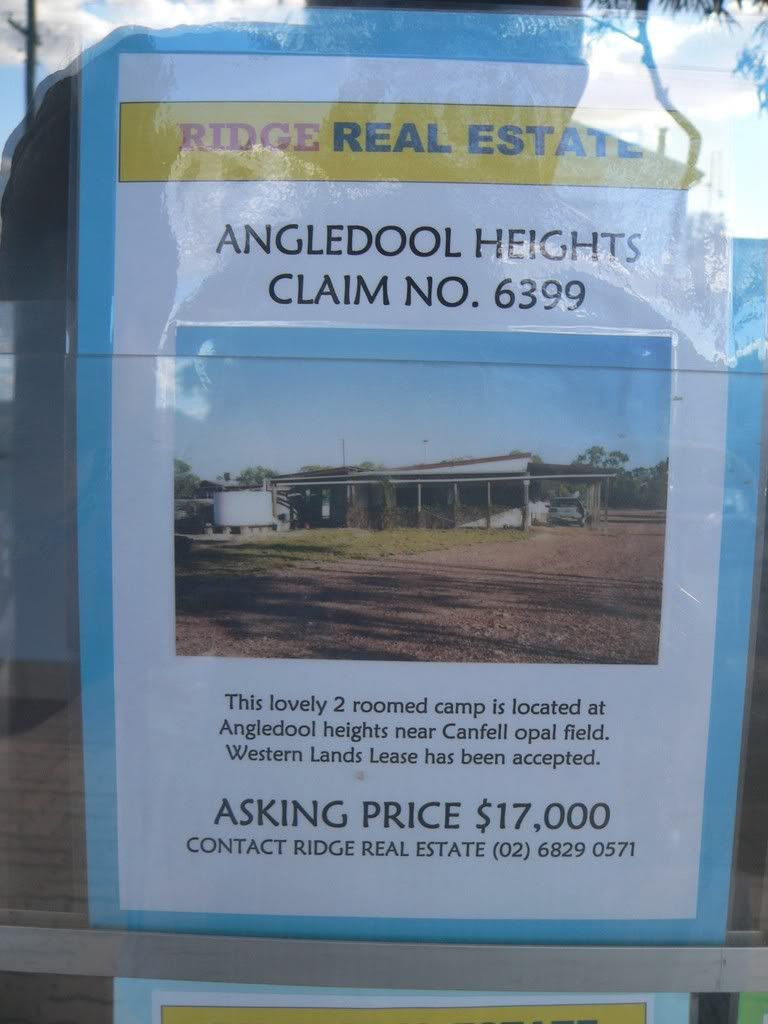 RIDGE REAL ESTATE
ANGLEDOOL HEIGHTS
CLAIM NO. 6399
This lovely 2 roomed camp is located at
Angledool heights near Canfell opal field.
Western Lands Lease has been accepted.
ASKING PRICE $17,000
CONTACT RIDGE REAL ESTATE (02) 6829 0571
ESTATE